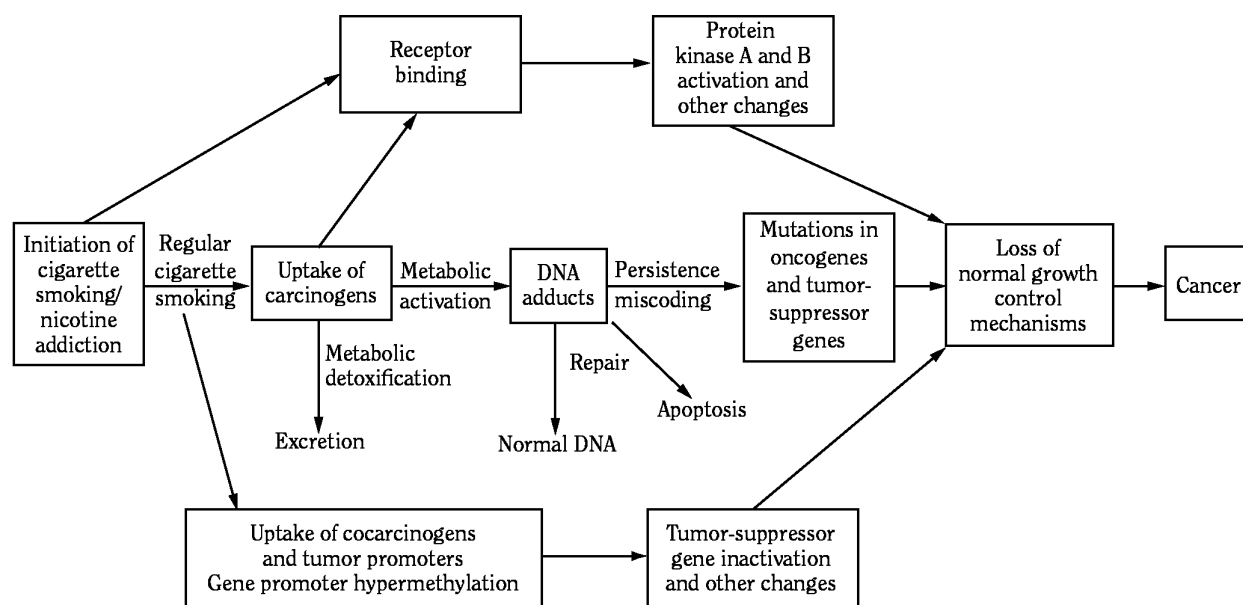 Receptor
binding
Protein
kinase A and B
activation and
other changes
Initiation of
cigarette
smoking/
nicotine
addiction
Regular
cigarette
smoking
Uptake of
carcinogens
Metabolic
activation
DNA
adducts
Persistence
miscoding
Mutations in
oncogenes
and tumor-
suppressor
genes
Loss of
normal growth
control
mechanisms
Cancer
Metabolic
detoxification
Excretion
Repair
Normal DNA
Apoptosis
Uptake of cocarcinogens
and tumor promoters
Gene promoter hypermethylation
Tumor-suppressor
gene inactivation
and other changes